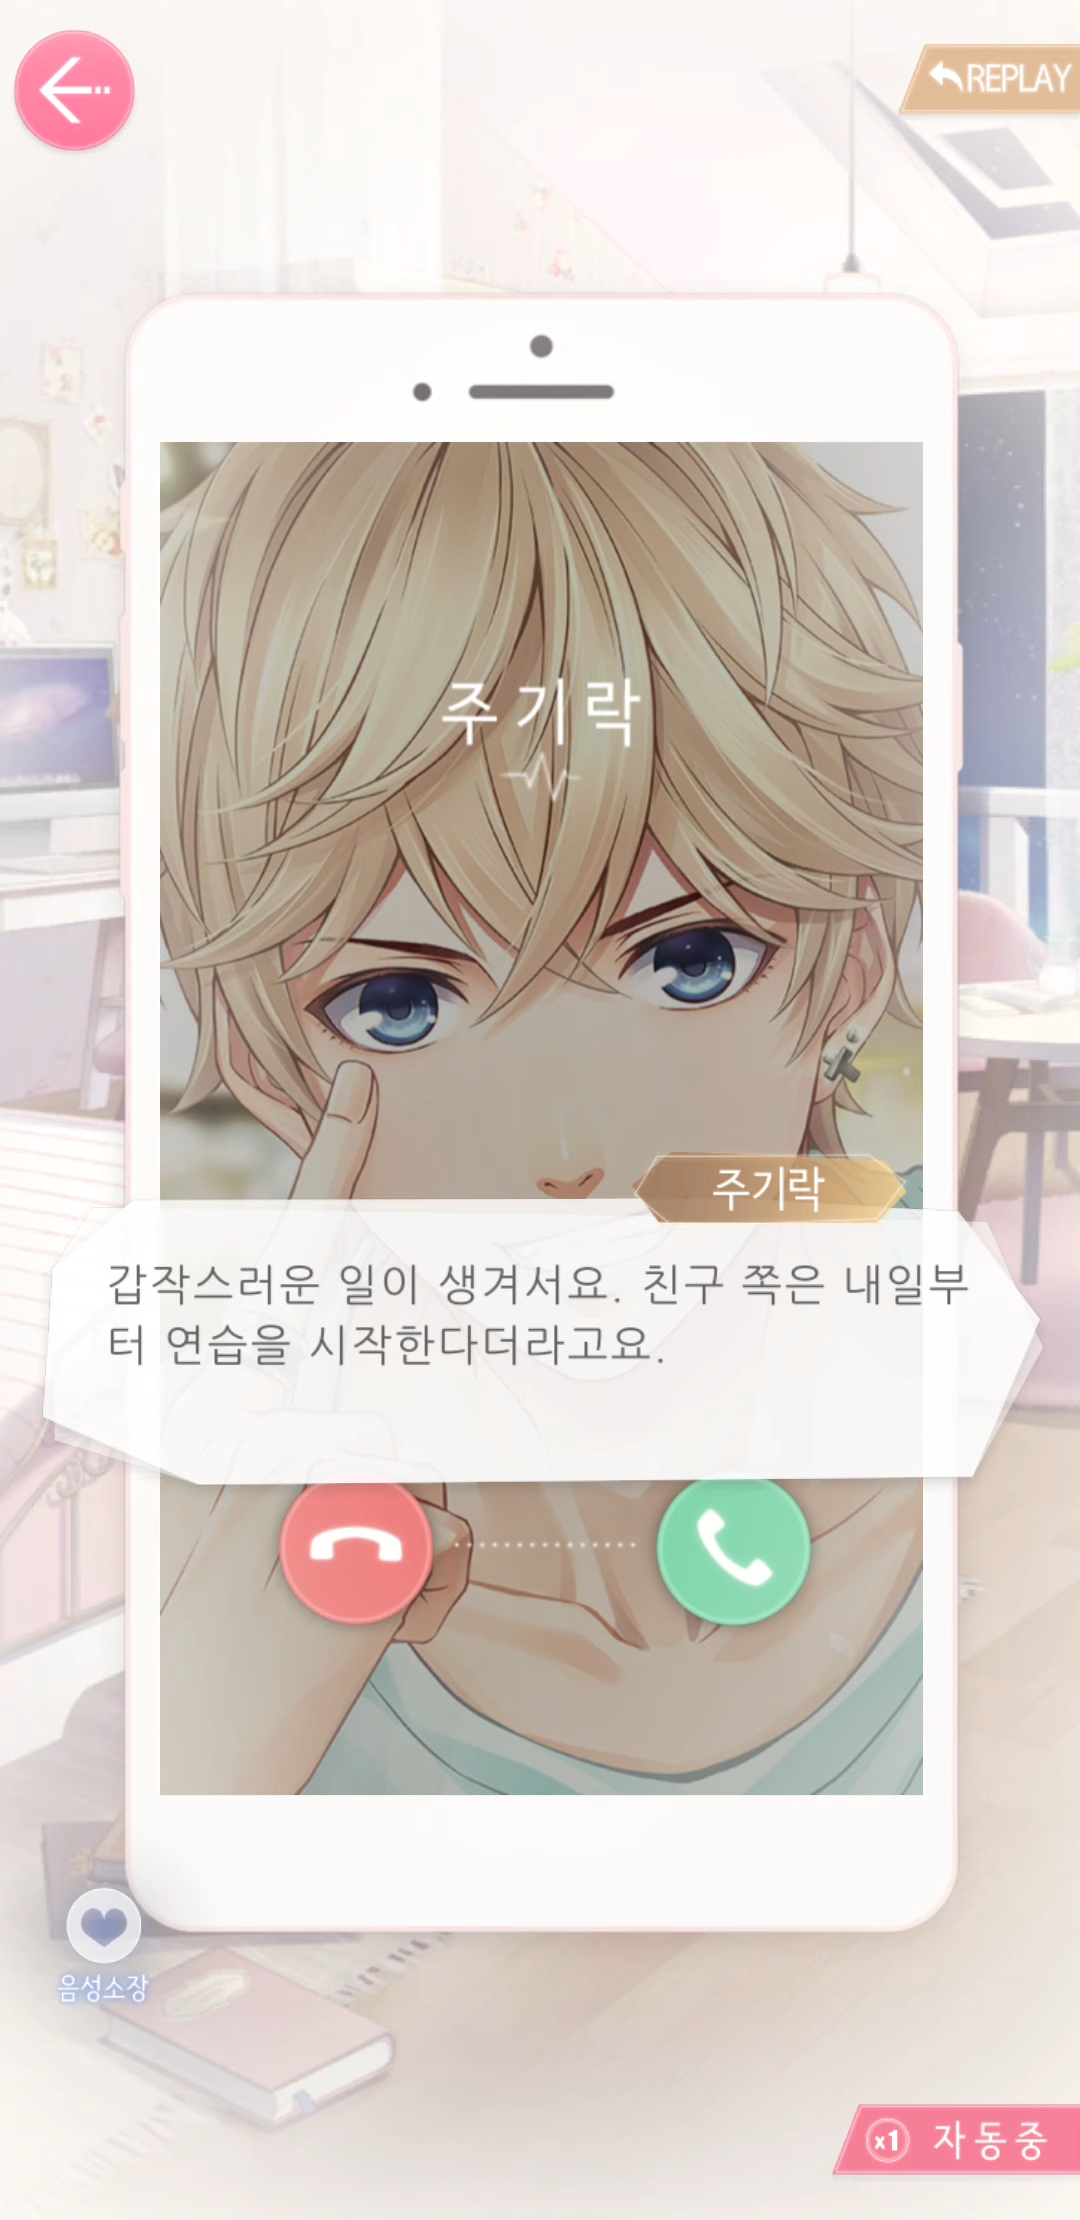 REPLAY
주기락
주기락
갑작스러운 일이 생겨서요. 친구 쪽은 내일부
터 연습을 시작한다더라고요.
음성소장
x1 자동중